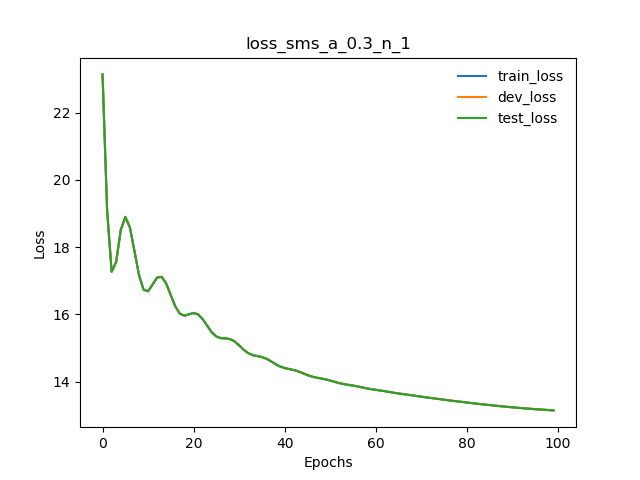 loss_sms_a_0.3_n_1
train_loss
dev_loss
test_loss
Loss
22
20
18
16
14
0 20 40 60 80 100
Epochs